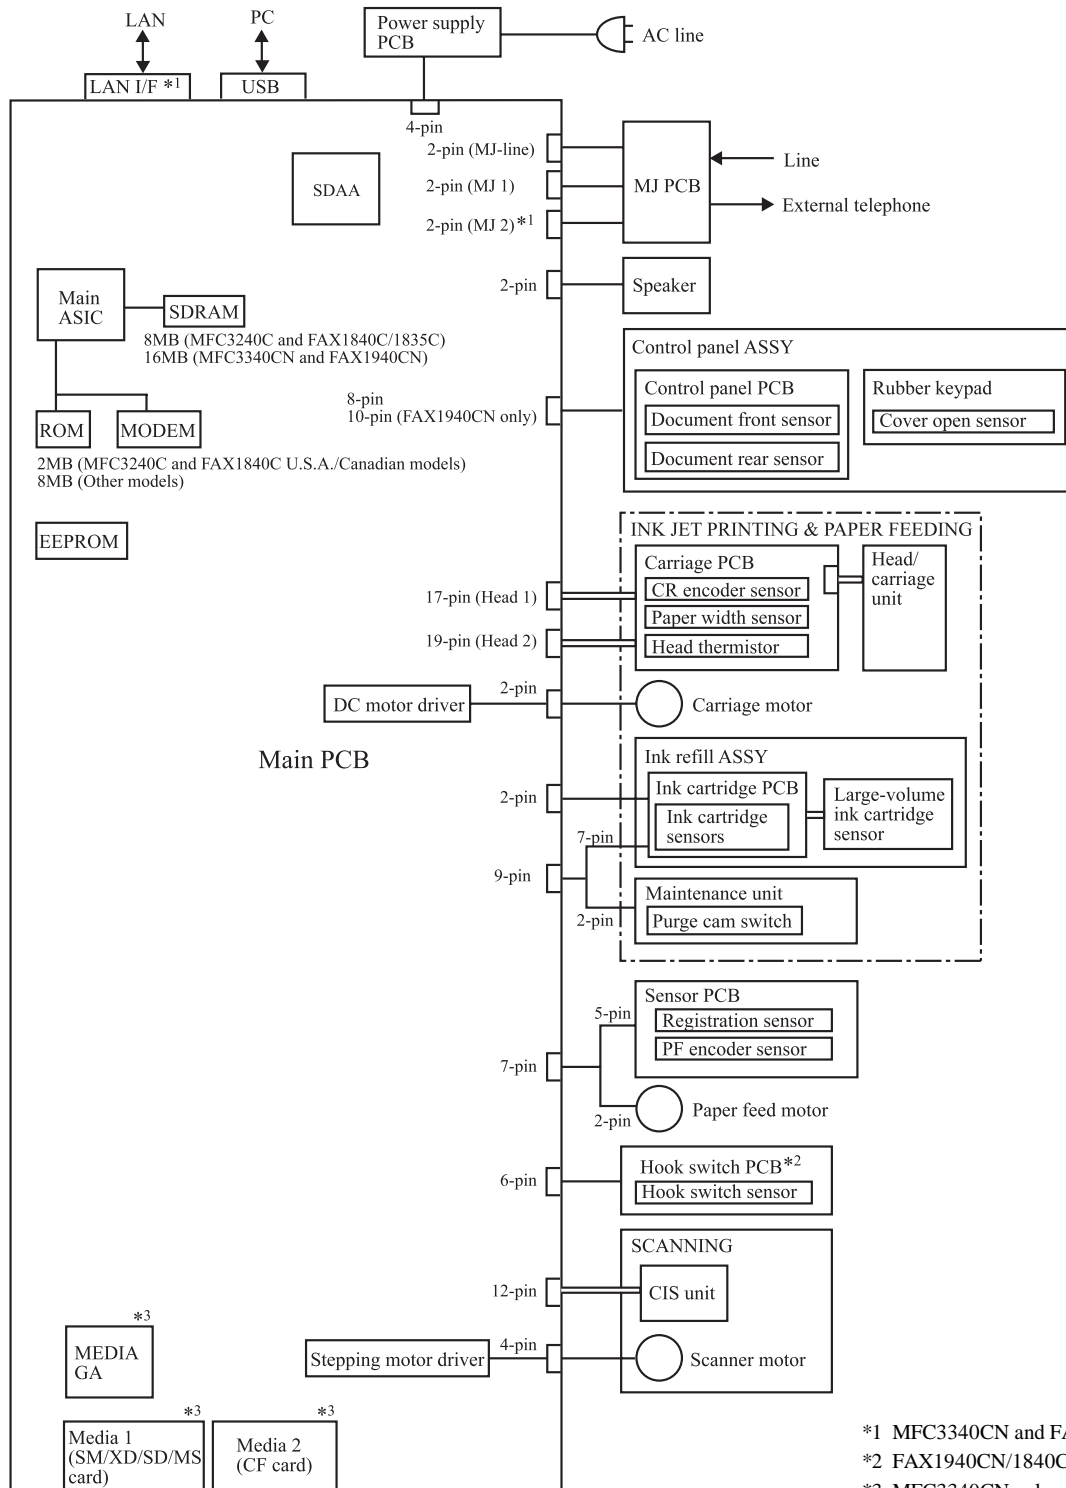 LAN
PC
Power supply
PCB
AC line
LAN I/F *1
USB
4-pin
2-pin (MJ-line)
Line
SDAA
2-pin (MJ 1)
MJ PCB
External telephone
2-pin (MJ 2)*1
2-pin
Speaker
Main
ASIC
SDRAM
8MB (MFC3240C and FAX1840C/1835C)
16MB (MFC3340CN and FAX1940CN)
Control panel ASSY
Control panel PCB
Document front sensor
Document rear sensor
Rubber keypad
Cover open sensor
8-pin
10-pin (FAX1940CN only)
ROM
MODEM
2MB (MFC3240C and FAX1840C U.S.A./Canadian models)
8MB (Other models)
EEPROM
INK JET PRINTING & PAPER FEEDING
Carriage PCB
CR encoder sensor
Paper width sensor
Head thermistor
Head/
carriage
unit
17-pin (Head 1)
19-pin (Head 2)
2-pin
DC motor driver
Carriage motor
Main PCB
Ink refill ASSY
Ink cartridge PCB
Ink cartridge
sensors
Large-volume
ink cartridge
sensor
2-pin
7-pin
9-pin
2-pin
Maintenance unit
Purge cam switch
Sensor PCB
5-pin
Registration sensor
PF encoder sensor
7-pin
2-pin
Paper feed motor
6-pin
Hook switch PCB*2
Hook switch sensor
SCANNING
12-pin
CIS unit
4-pin
Stepping motor driver
Scanner motor
*3
MEDIA
GA
*3
Media 1
(SM/XD/SD/MS
card)
*3
Media 2
(CF card)
*1 MFC3340CN and
*2 FAX1940CN/1840C